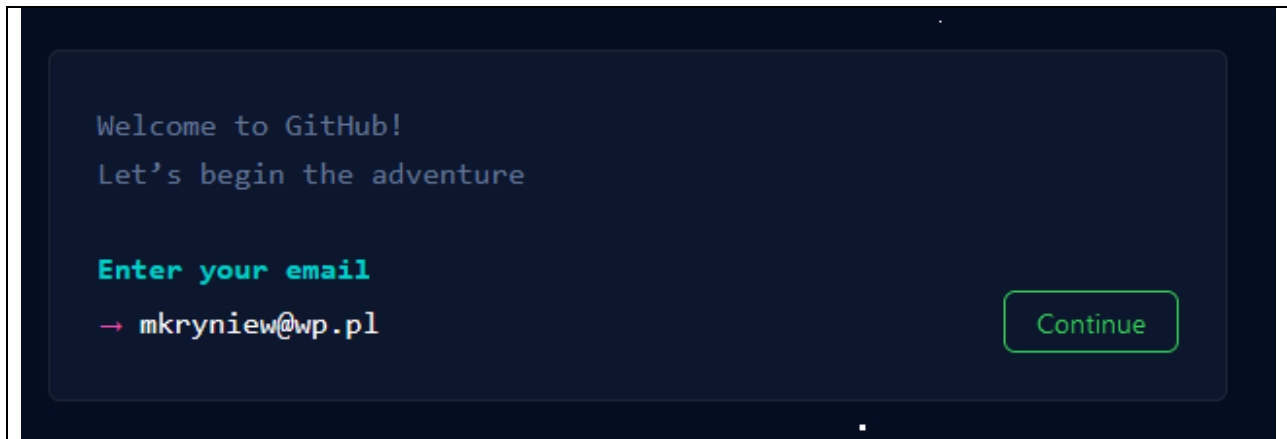 Welcome to GitHub!
Let’s begin the adventure
Enter your email
→ mkryniew@wp.pl
Continue